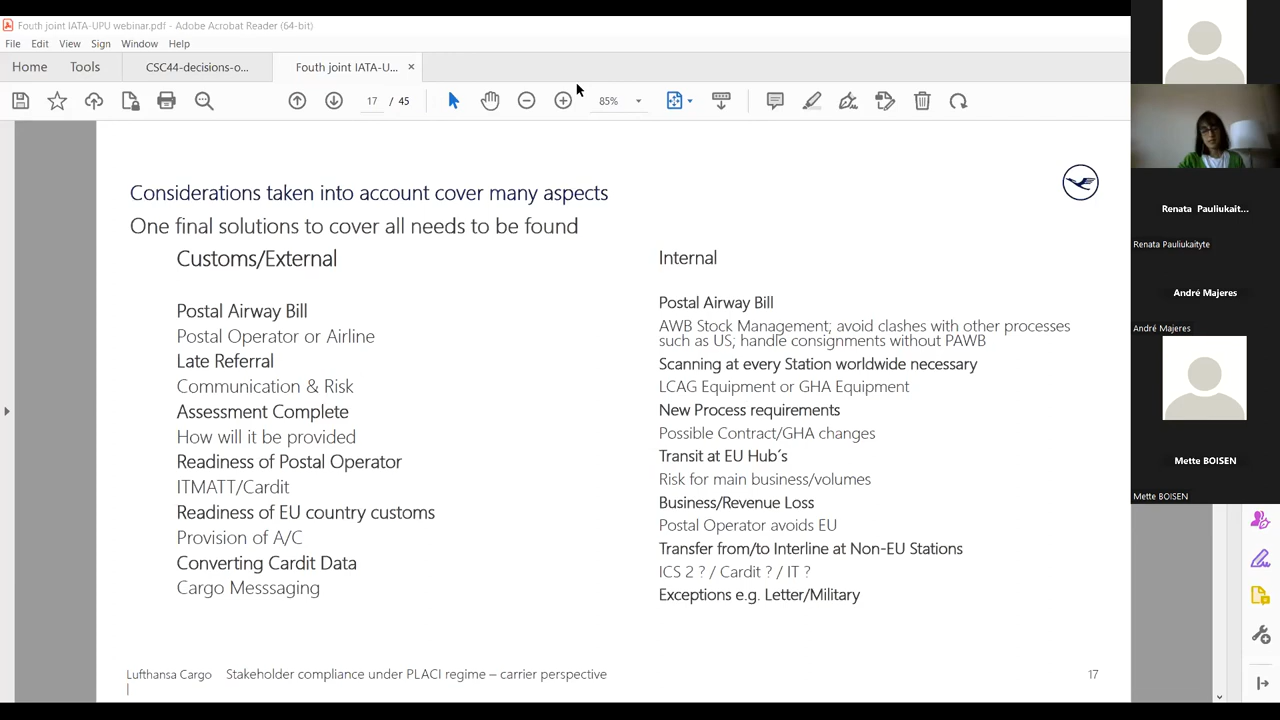 Fouth joint IATA-UPU webinar.pdf - Adobe Acrobat Reader (64-bit)
File Edit View Sign Window Help
Home Tools CSC44-decisions-o... Fouth joint IATA-U... ×
17 / 45 85%
Considerations taken into account cover many aspects
One final solutions to cover all needs to be found
Customs/External
Postal Airway Bill
Postal Operator or Airline
Late Referral
Communication & Risk
Assessment Complete
How will it be provided
Readiness of Postal Operator
ITMATT/Cardit
Readiness of EU country customs
Provision of A/C
Converting Cardit Data
Cargo Messsaging
Internal
Postal Airway Bill
AWB Stock Management; avoid clashes with other processes
such as US; handle consignments without PAWB
Scanning at every Station worldwide necessary
LCAG Equipment or GHA Equipment
New Process requirements
Possible Contract/GHA changes
Transit at EU Hub´s
Risk for main business/volumes
Business/Revenue Loss
Postal Operator avoids EU
Transfer from/to Interline at Non-EU Stations
ICS 2 ? / Cardit ? / IT ?
Exceptions e.g. Letter/Military
Lufthansa Cargo Stakeholder compliance under PLACI regime – carrier perspective 17
|
Renata Pauliukait...
Renata Pauliukaityte
André Majeres
André Majeres
Mette BOISEN
Mette BOISEN